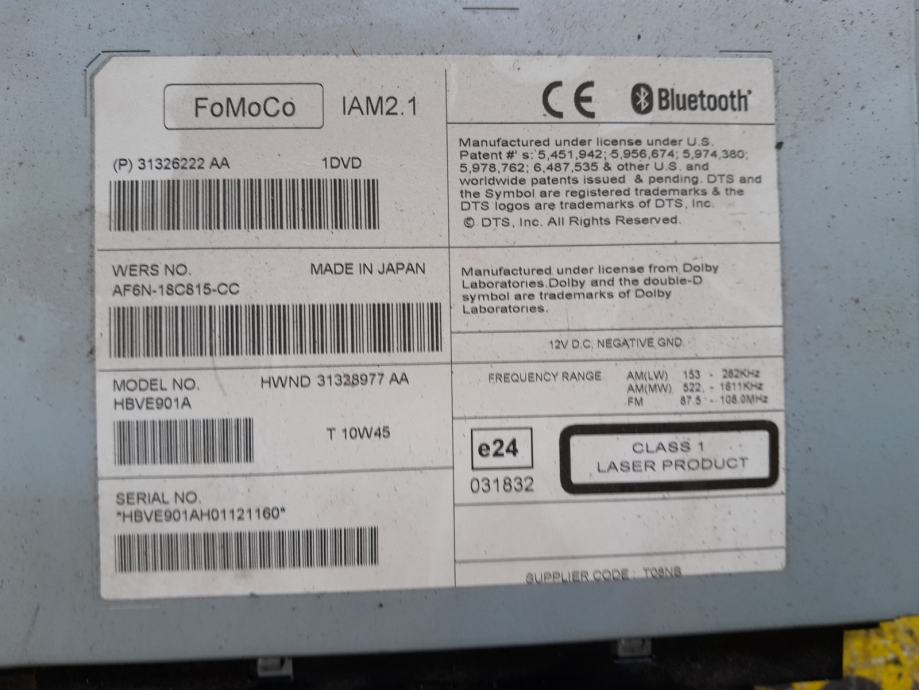 FoMoCo IAM2.1
(P) 31326222 AA 1DVD
WERS NO. MADE IN JAPAN
AF6N-18C815-CC
MODEL NO. HWND 31328977 AA
HBVE901A
T 10W45
SERIAL NO.
*HBVE901AH01121160*
CE Bluetooth
Manufactured under license under U.S.
Patent #' s: 5,451,942; 5,956,674; 5,974,380;
5,978,762; 6,487,535 & other U.S. and
worldwide patents issued & pending. DTS and
the Symbol are registered trademarks & the
DTS logos are trademarks of DTS, Inc.
© DTS, Inc. All Rights Reserved.
Manufactured under license from Dolby
Laboratories.Dolby and the double-D
symbol are trademarks of Dolby
Laboratories.
12V D.C. NEGATIVE GND
FREQUENCY RANGE AM(LW) 153 - 282KHz
AM(MW) 522 - 1611KHz
FM 87.5 - 108.0MHz
e24
031832
CLASS 1
LASER PRODUCT
SUPPLIER CODE : T08NB